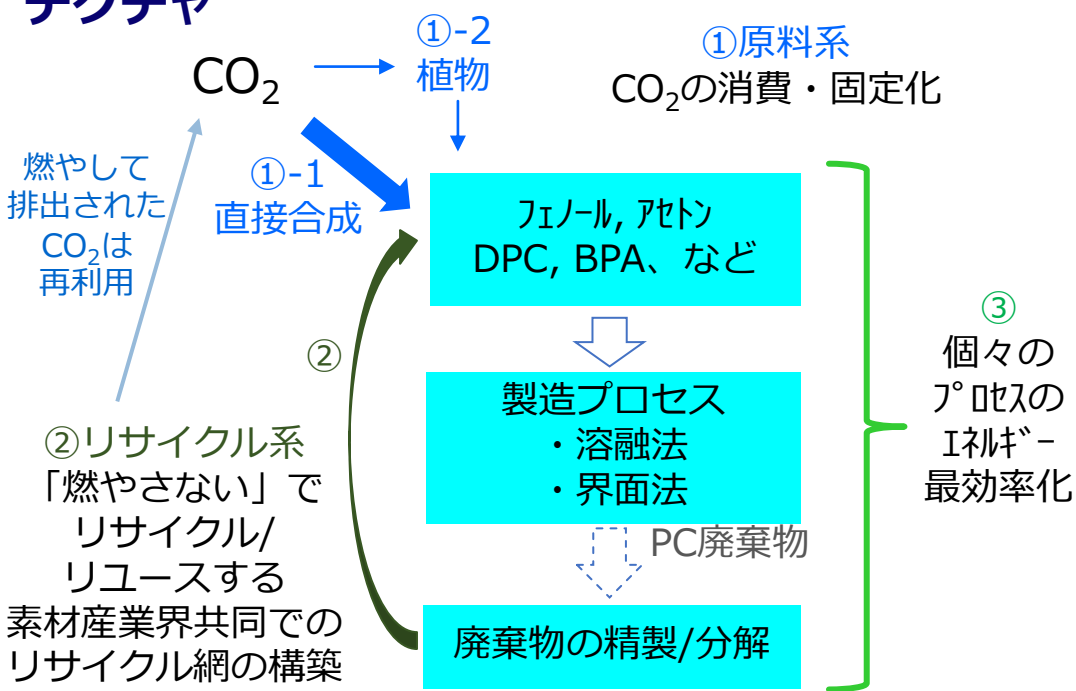 テクチャ
CO2
①-2
植物
①原料系
CO2の消費・固定化
燃やして
排出された
CO2は
再利用
①-1
直接合成
ﾌｪﾉｰﾙ, ｱｾﾄﾝ
DPC, BPA、など
②
製造プロセス
・溶融法
・界面法
③
個々の
ﾌﾟﾛｾｽの
ｴﾈﾙｷﾞｰ
最効率化
②リサイクル系
「燃やさない」で
リサイクル/
リユースする
素材産業界共同での
リサイクル網の構築
PC廃棄物
廃棄物の精製/分解